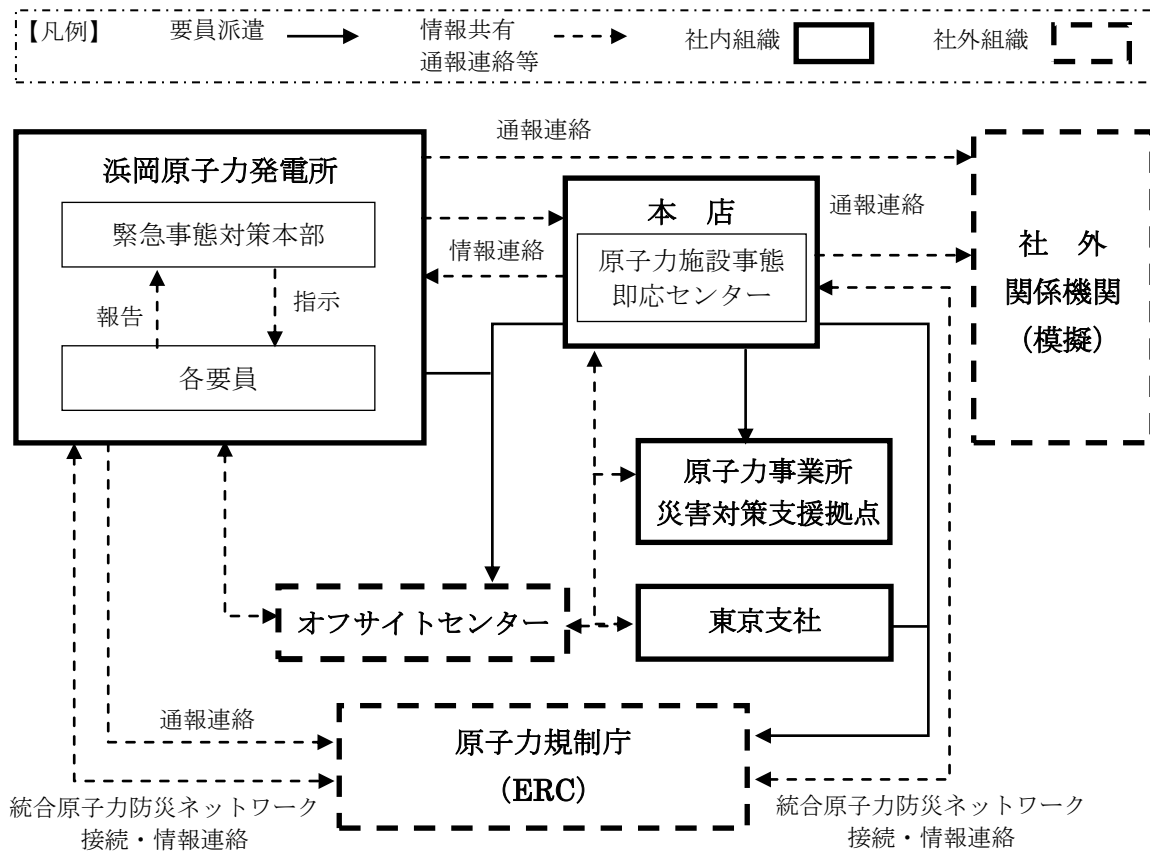 【凡例】
要員派遣
情報共有
通報連絡等
社内組織
社外組織
通報連絡
浜岡原子力発電所
緊急事態対策本部
報告
指示
各要員
情報連絡
本　店
原子力施設事態
即応センター
通報連絡
社　外
関係機関
（模擬）
原子力事業所
災害対策支援拠点
オフサイトセンター
東京支社
通報連絡
原子力規制庁
（ERC）
統合原子力防災ネットワーク
接続・情報連絡
統合原子力防災ネットワーク
接続・情報連絡